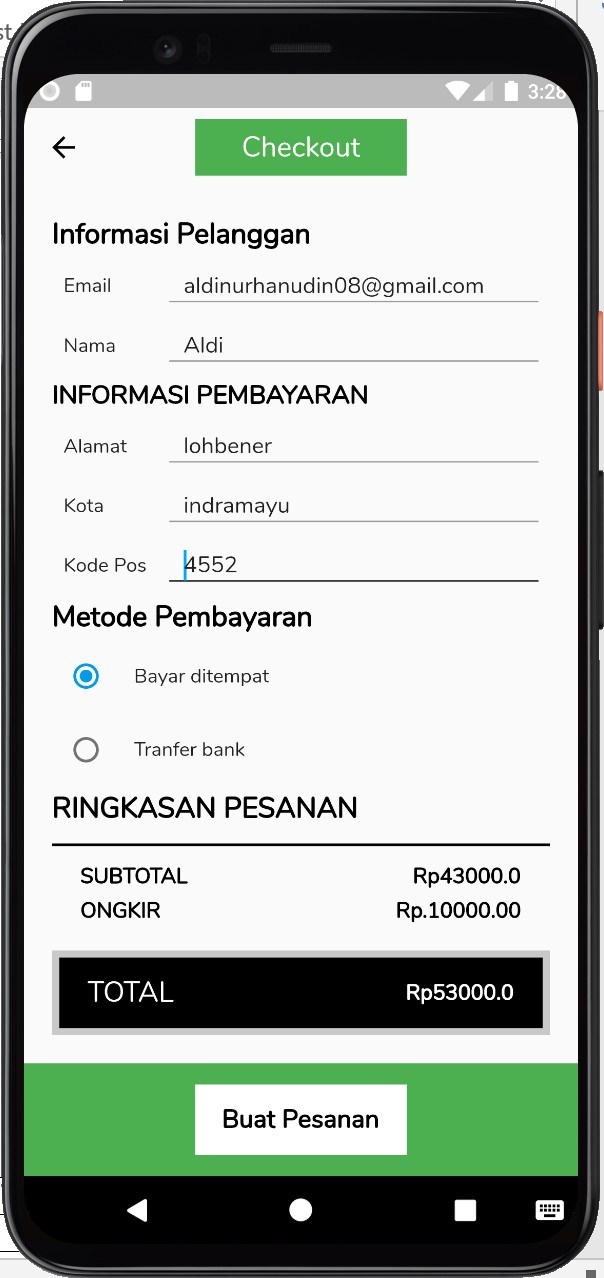 st
3:28
Checkout
Informasi Pelanggan
Email aldinurhanudin08@gmail.com
Nama Aldi
INFORMASI PEMBAYARAN
Alamat lohbener
Kota indramayu
Kode Pos 4552
Metode Pembayaran
Bayar ditempat
Tranfer bank
RINGKASAN PESANAN
SUBTOTAL Rp43000.0
ONGKIR Rp.10000.00
TOTAL Rp53000.0
Buat Pesanan